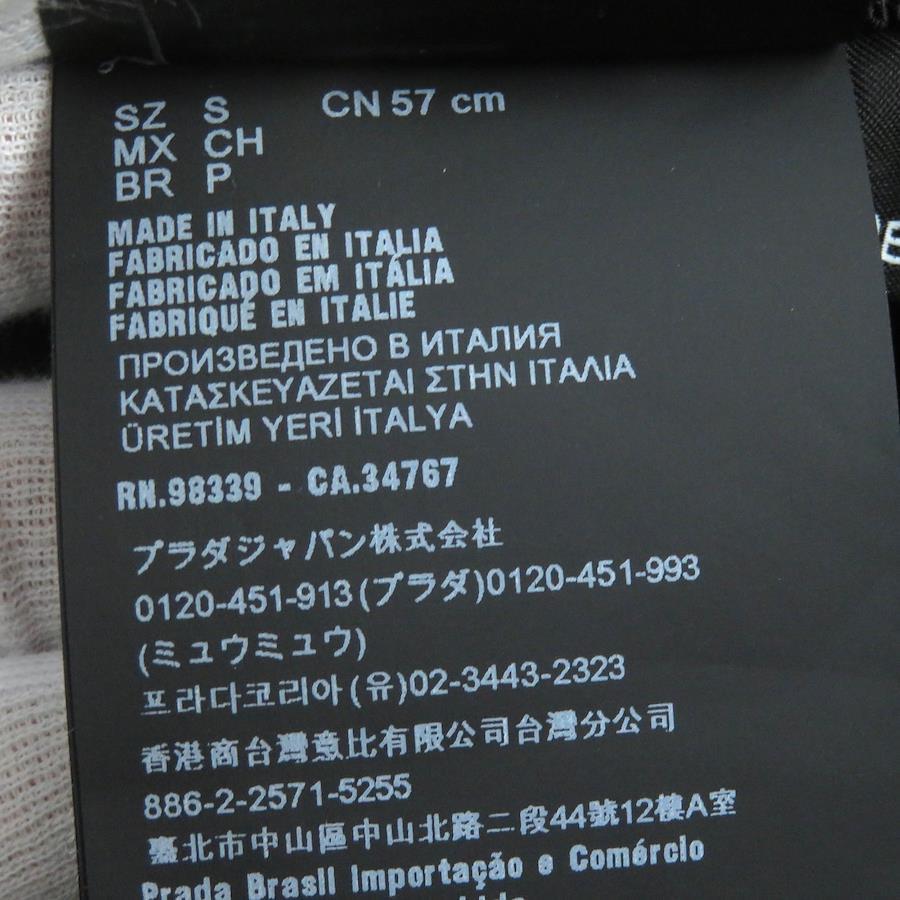 SZ S CN 57 cm
MX CH
BR P
MADE IN ITALY
FABRICADO EN ITALIA
FABRICADO EM ITÁLIA
FABRIQUÉ EN ITALIE
ПРОИЗВЕДЕНО В ИТАЛИЯ
ΚΑΤΑΣΚΕΥΑΖΕΤΑΙ ΣΤΗΝ ΙΤΑΛΙΑ
ÜRETİM YERİ İTALYA
RN.98339 - CA.34767
プラダジャパン株式会社
0120-451-913(プラダ)0120-451-993
(ミュウミュウ)
프라다코리아(유)02-3443-2323
香港商台灣意比有限公司台灣分公司
886-2-2571-5255
臺北市中山區中山北路二段44號12樓A室
Prada Brasil Importação e Comércio